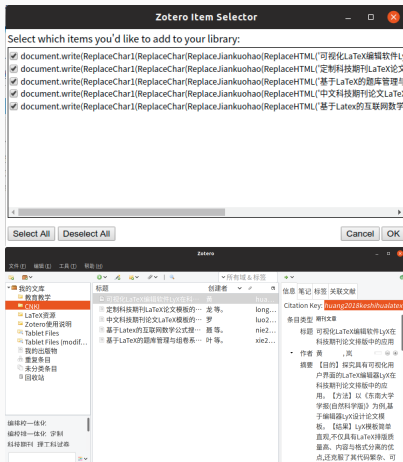 Zotero Item Selector
Select which items you'd like to add to your library:
document.write(ReplaceChar1(ReplaceChar(ReplaceJiankuohao(ReplaceHTML('可视化LaTeX编辑软件L
document.write(ReplaceChar1(ReplaceChar(ReplaceJiankuohao(ReplaceHTML('定制科技期刊LaTeX论文
document.write(ReplaceChar1(ReplaceChar(ReplaceJiankuohao(ReplaceHTML('基于LaTeX的题库管理与
document.write(ReplaceChar1(ReplaceChar(ReplaceJiankuohao(ReplaceHTML('中文科技期刊论文LaTeX
document.write(ReplaceChar1(ReplaceChar(ReplaceJiankuohao(ReplaceHTML('基于Latex的互联网数学
Select All Deselect All Cancel OK
Zotero
文件(F) 编辑(E) 工具(T) 帮助(H)
所有域 & 标签
我的文库
教育教学
CNKI
LaTeX资源
Zotero使用说明
Tablet Files
Tablet Files (modif...
我的出版物
重复条目
未分类条目
回收站
编排校一体化
编校排一体化 定制
科技期刊 理工科试卷
标题 创建者
可视化LaTeX编辑软件LyX在科… 黄 hua...
定制科技期刊LaTeX论文模板的… 龙 等。 long...
中文科技期刊论文LaTeX模板的… 罗 luo2...
基于Latex的互联网数学公式搜… 聂 等。 nie2...
基于LaTeX的题库管理与组卷系… 叶 等。 xie2...
信息 笔记 标签 关联文献
Citation Key: huang2018keshihualatex
条目类型 期刊文章
标题 可视化LaTeX编辑软件LyX在
科技期刊论文排版中的应用
作者 黄 , 岚
摘要 【目的】探究具有可视化用
户界面的LaTeX编辑器LyX在
科技期刊论文排版中的应
用。【方法】以《东南大学
学报(自然科学版)》为例,基
于编辑器LyX设计论文模
板。【结果】LyX模板简单
直观,不仅具有LaTeX排版质
量高、内容与格式分离的优
点,还克服了其代码繁杂、可